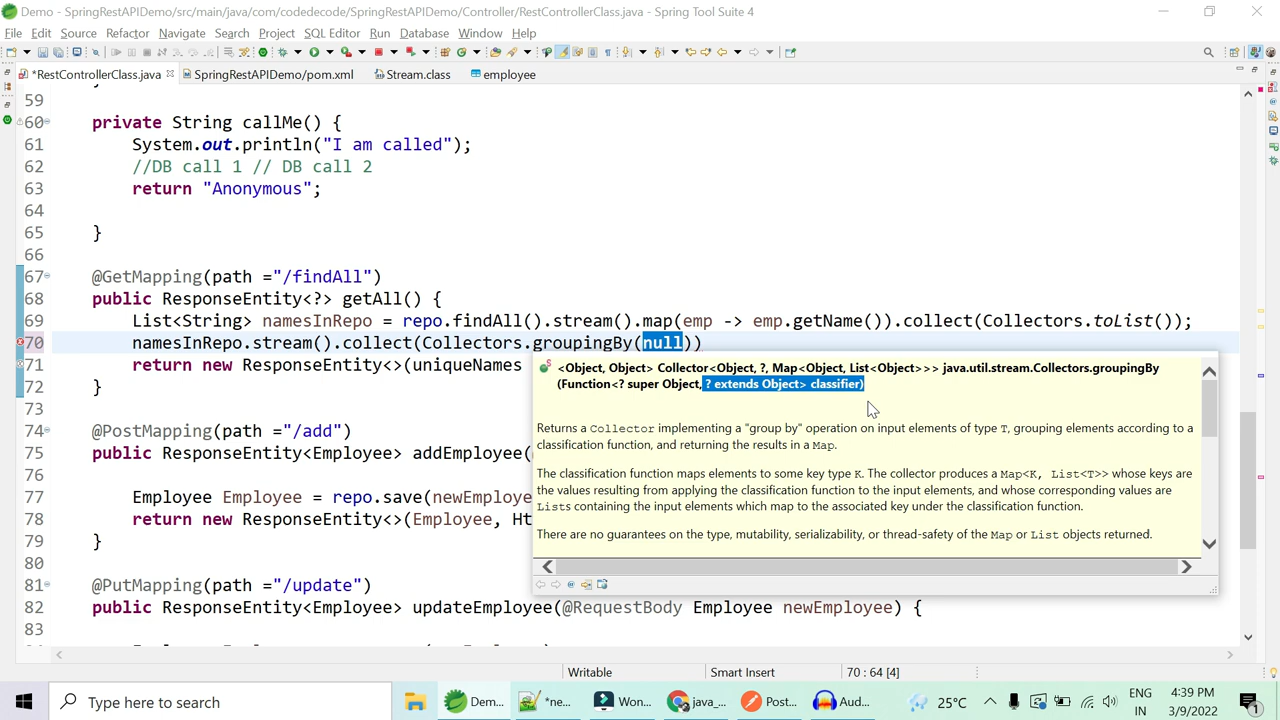 Demo - SpringRestAPIDemo/src/main/java/com/codedecode/SpringRestAPIDemo/Controller/RestControllerClass.java - Spring Tool Suite 4
File Edit Source Refactor Navigate Search Project SQL Editor Run Database Window Help
*RestControllerClass.java SpringRestAPIDemo/pom.xml Stream.class employee
59
60 private String callMe() {
61 System.out.println("I am called");
62 //DB call 1 // DB call 2
63 return "Anonymous";
64
65 }
66
67 @GetMapping(path ="/findAll")
68 public ResponseEntity<?> getAll() {
69 List<String> namesInRepo = repo.findAll().stream().map(emp -> emp.getName()).collect(Collectors.toList());
70 namesInRepo.stream().collect(Collectors.groupingBy(null))
71 return new ResponseEntity<>(uniqueNames
72 }
73
74 @PostMapping(path ="/add")
75 public ResponseEntity<Employee> addEmployee(
76
77 Employee Employee = repo.save(newEmploye
78 return new ResponseEntity<>(Employee, Ht
79 }
80
81 @PutMapping(path ="/update")
82 public ResponseEntity<Employee> updateEmployee(@RequestBody Employee newEmployee) {
83
<Object, Object> Collector<Object, ?, Map<Object, List<Object>>> java.util.stream.Collectors.groupingBy
(Function<? super Object, ? extends Object> classifier)
Returns a Collector implementing a "group by" operation on input elements of type T, grouping elements according to a
classification function, and returning the results in a Map.
The classification function maps elements to some key type K. The collector produces a Map<K, List<T>> whose keys are
the values resulting from applying the classification function to the input elements, and whose corresponding values are
Lists containing the input elements which map to the associated key under the classification function.
There are no guarantees on the type, mutability, serializability, or thread-safety of the Map or List objects returned.
Writable Smart Insert 70 : 64 [4]
Type here to search Dem... *ne... Won... java_... Post... Aud... 25°C ENG 4:39 PM
IN 3/9/2022